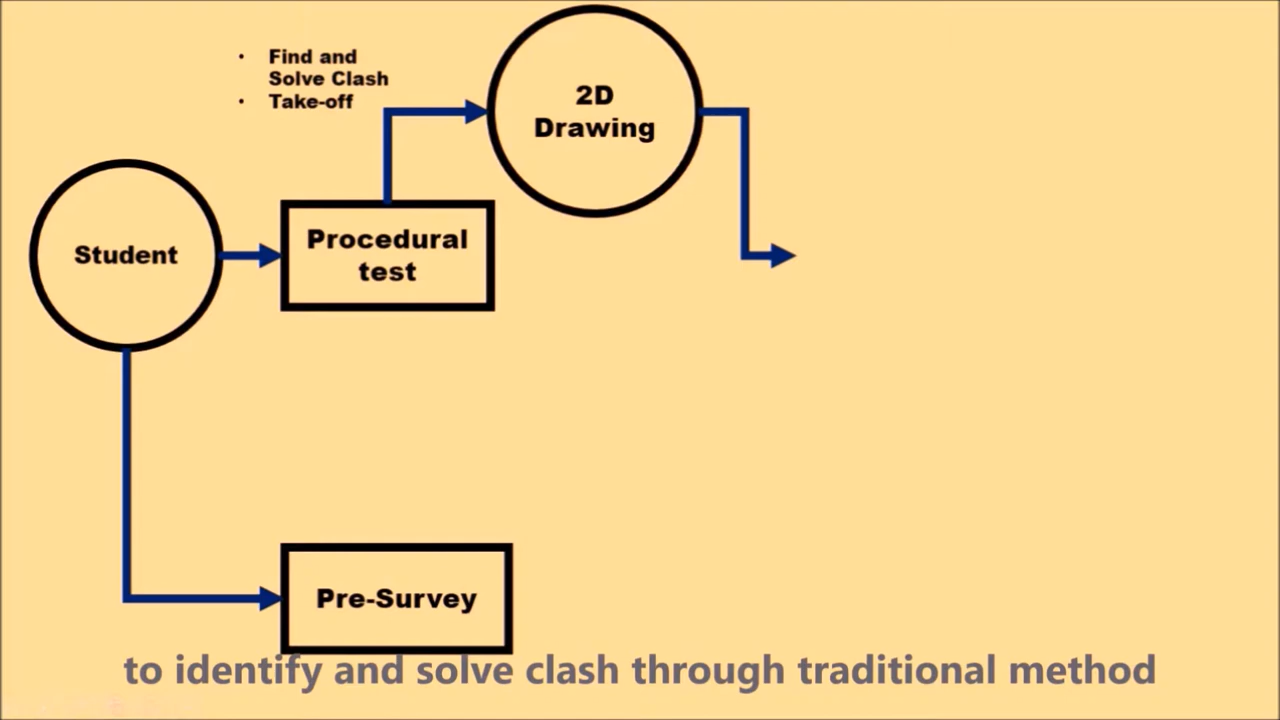 • Find and
Solve Clash
• Take-off
2D
Drawing
Student
Procedural
test
Pre-Survey
to identify and solve clash through traditional method